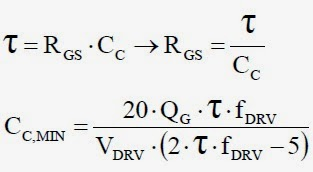 τ = R_GS · C_C → R_GS = τ / C_C
C_C,MIN = 20 · Q_G · τ · f_DRV / V_DRV · (2 · τ · f_DRV − 5)